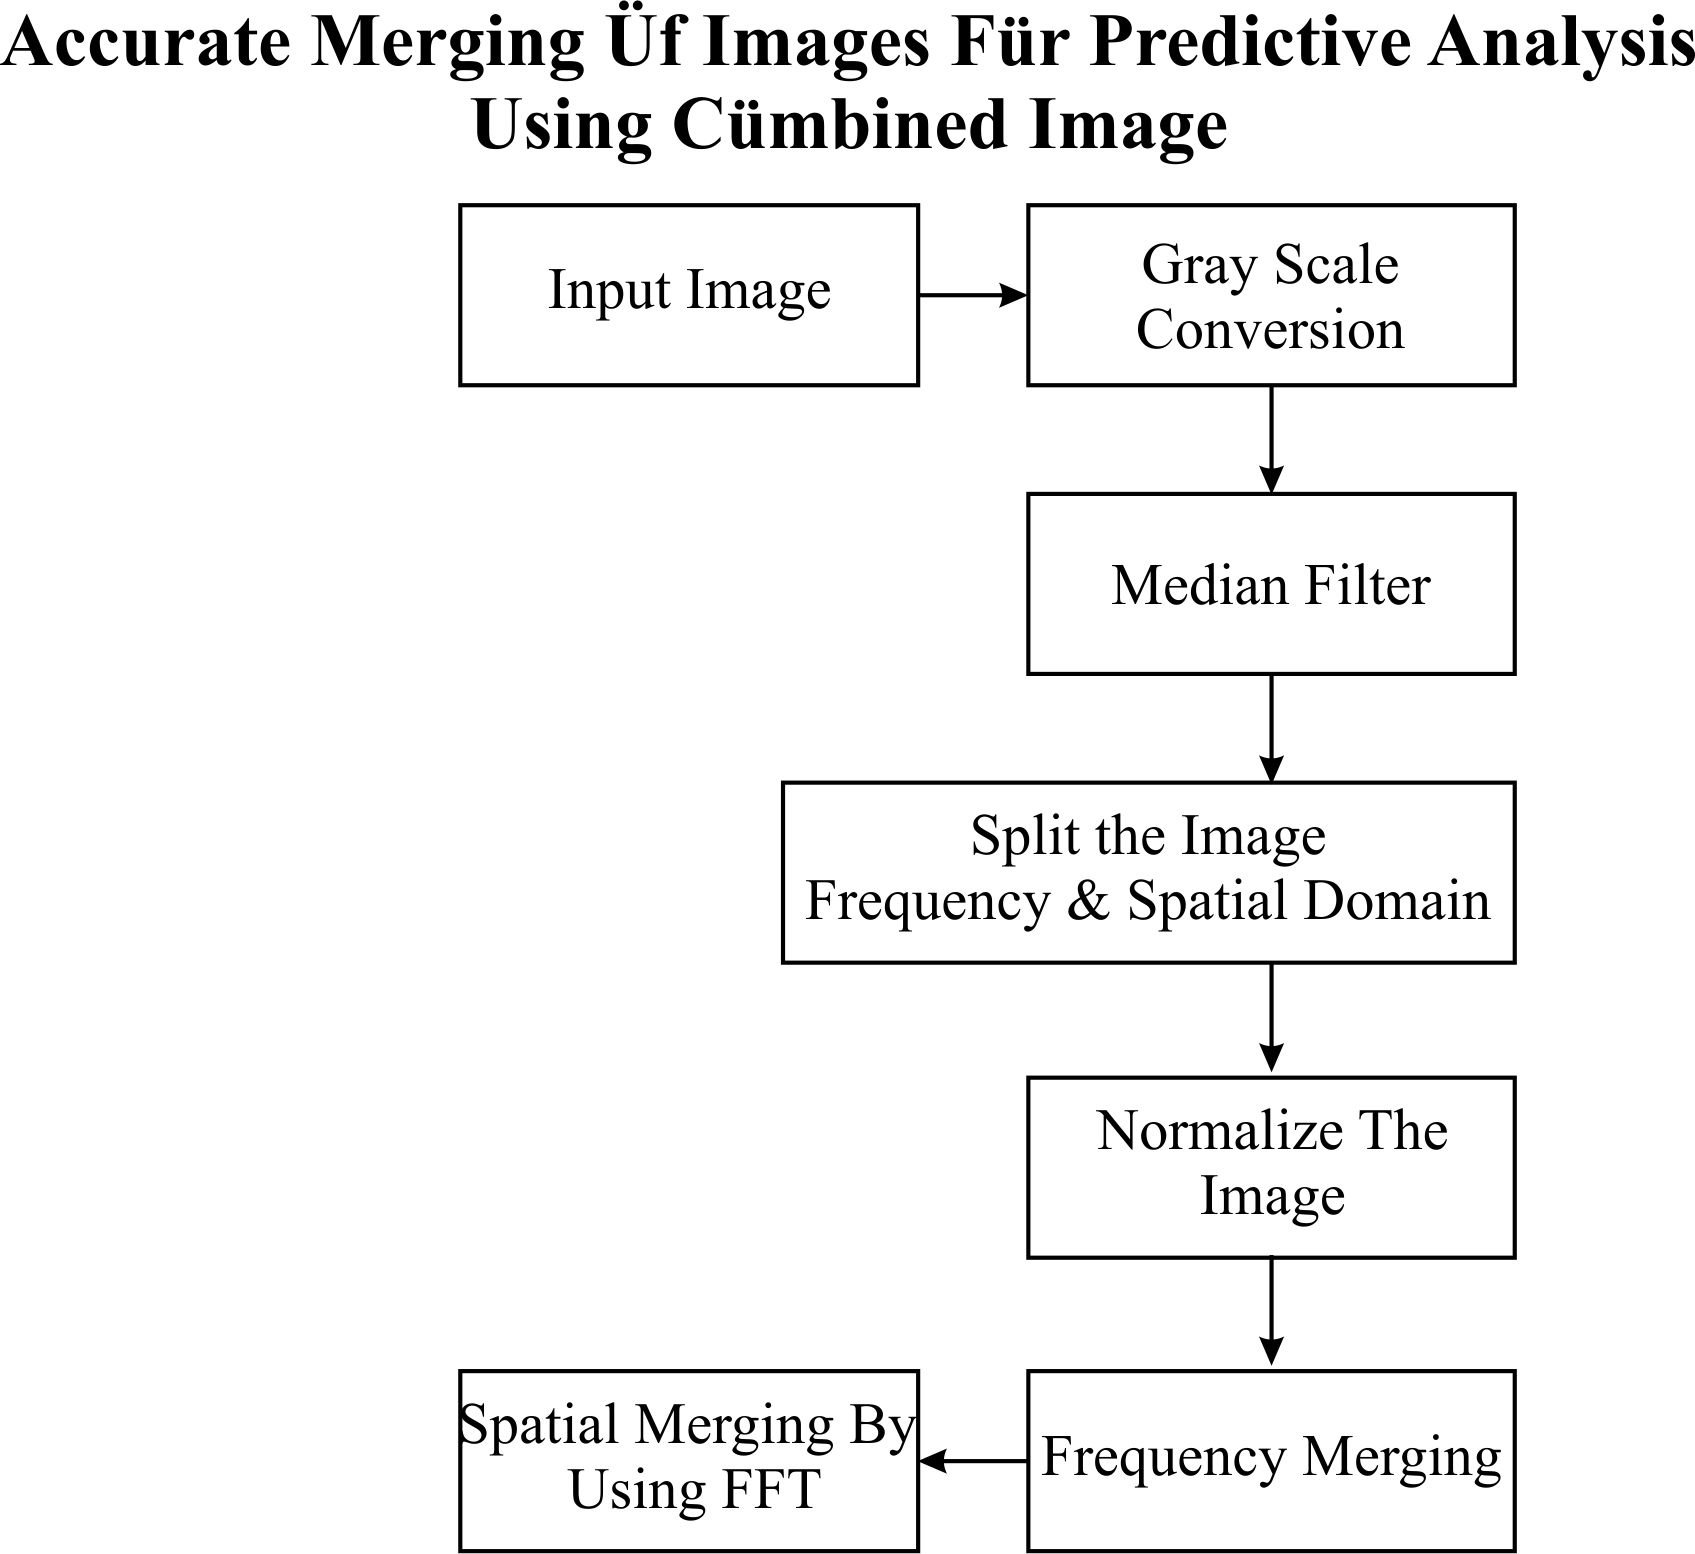 Accurate Merging Üf Images Für Predictive Analysis
Using Cümbined Image
Input Image
Gray Scale
Conversion
Median Filter
Split the Image
Frequency & Spatial Domain
Normalize The
Image
Frequency Merging
Spatial Merging By
Using FFT